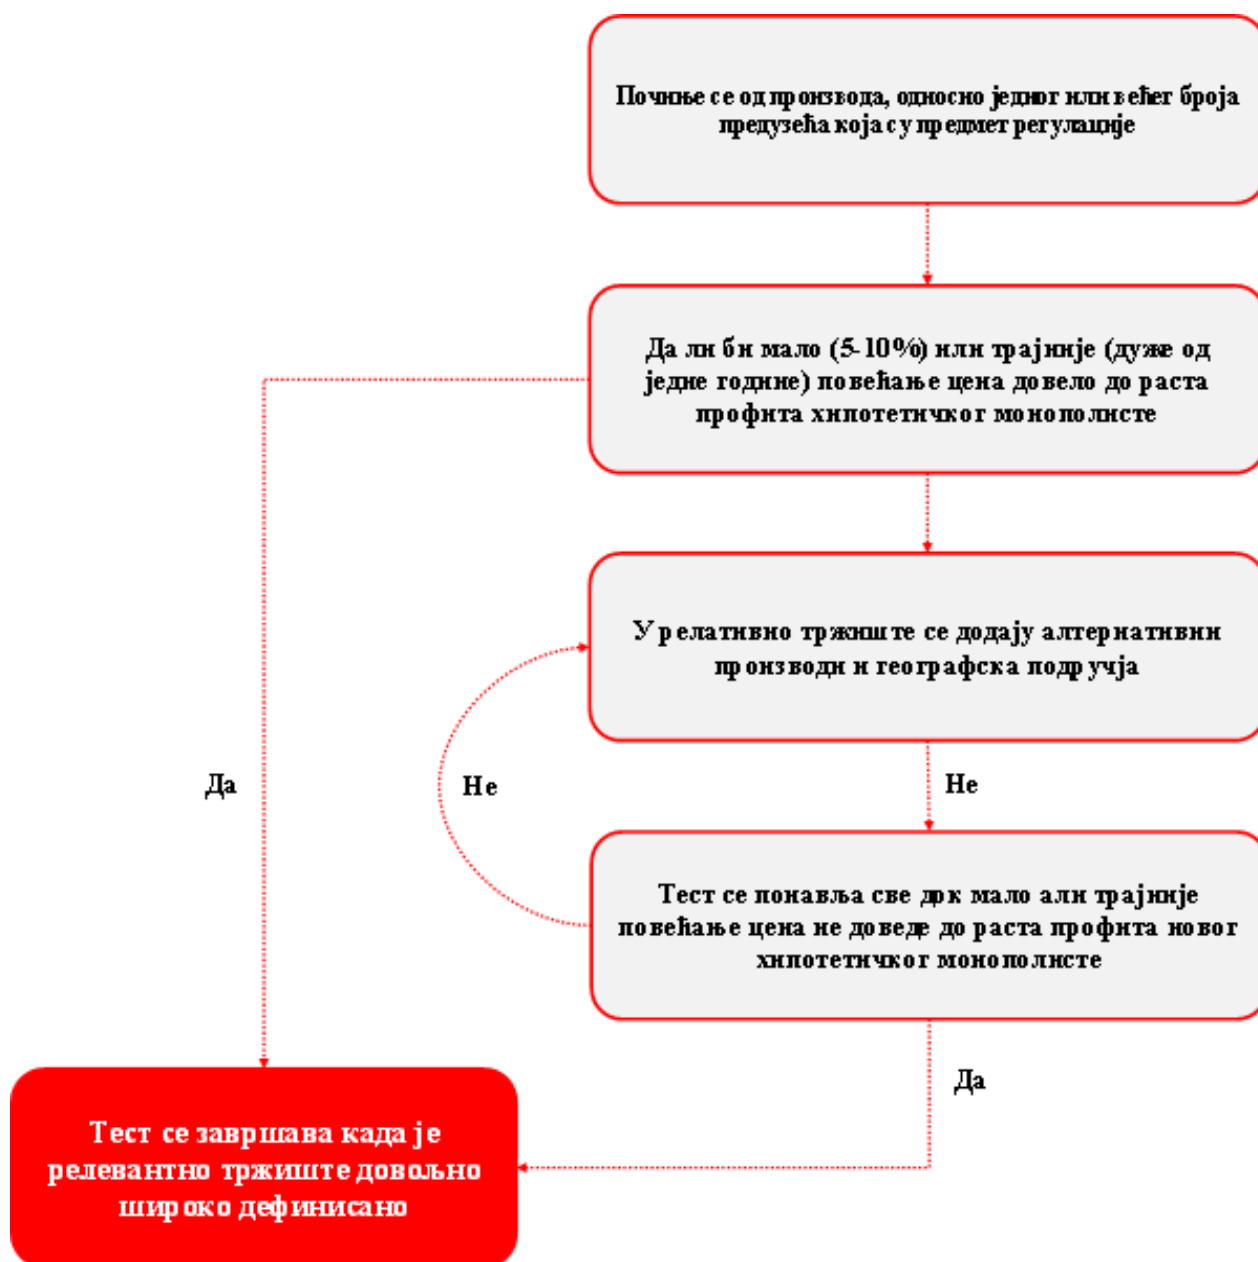 Почиње се од производа, односно једног или већег броја
предузећа која су предмет регулације
Да ли би мало (5-10%) или трајније (дуже од
једне године) повећање цена довело до раста
профита хипотетичког монополисте
У релативно тржиште се додају алтернативни
производи и географска подручја
Да
Не
Не
Тест се понавља све док мало али трајније
повећање цена не доведе до раста профита новог
хипотетичког монополисте
Да
Тест се завршава када је
релевантно тржиште довољно
широко дефинисано